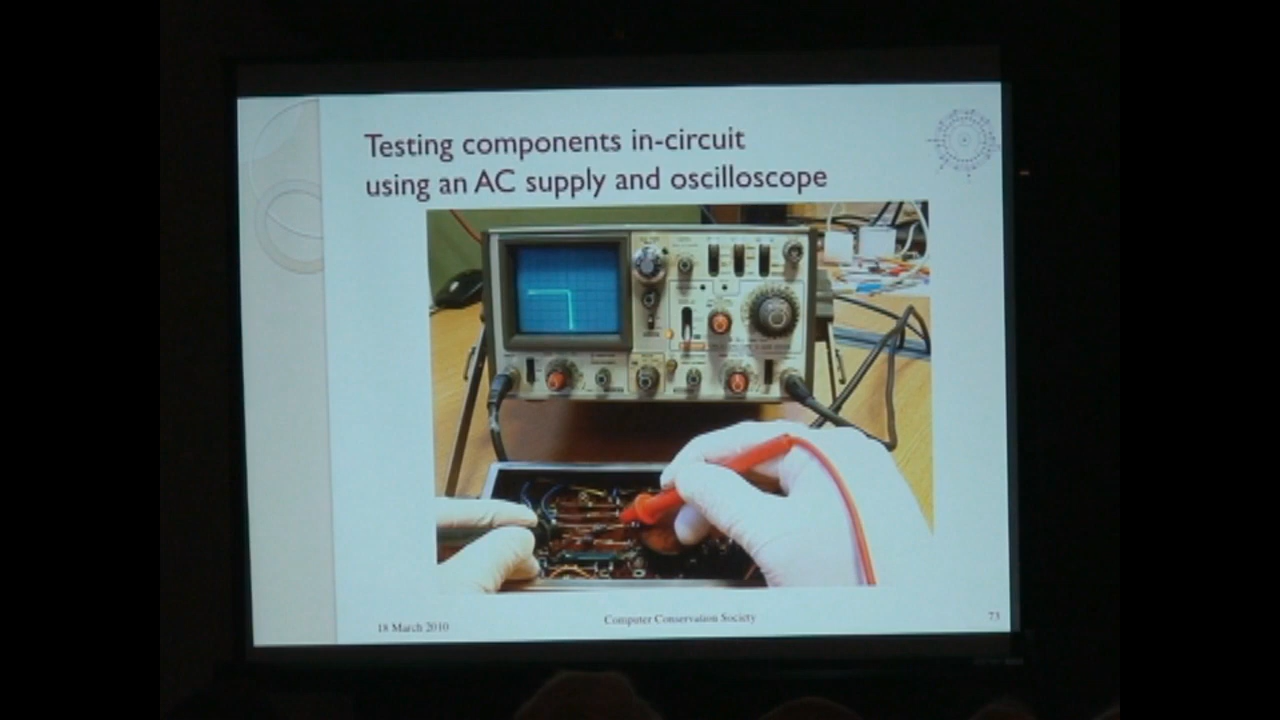 Testing components in-circuit
using an AC supply and oscilloscope
18 March 2010
Computer Conservation Society
73